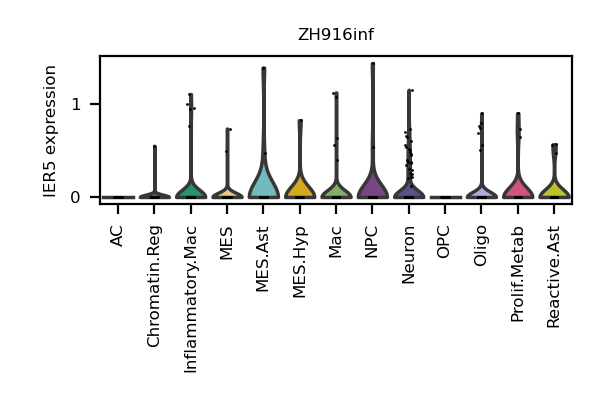 ZH916inf
IER5 expression
1
0
AC
Chromatin.Reg
Inflammatory.Mac
MES
MES.Ast
MES.Hyp
Mac
NPC
Neuron
OPC
Oligo
Prolif.Metab
Reactive.Ast